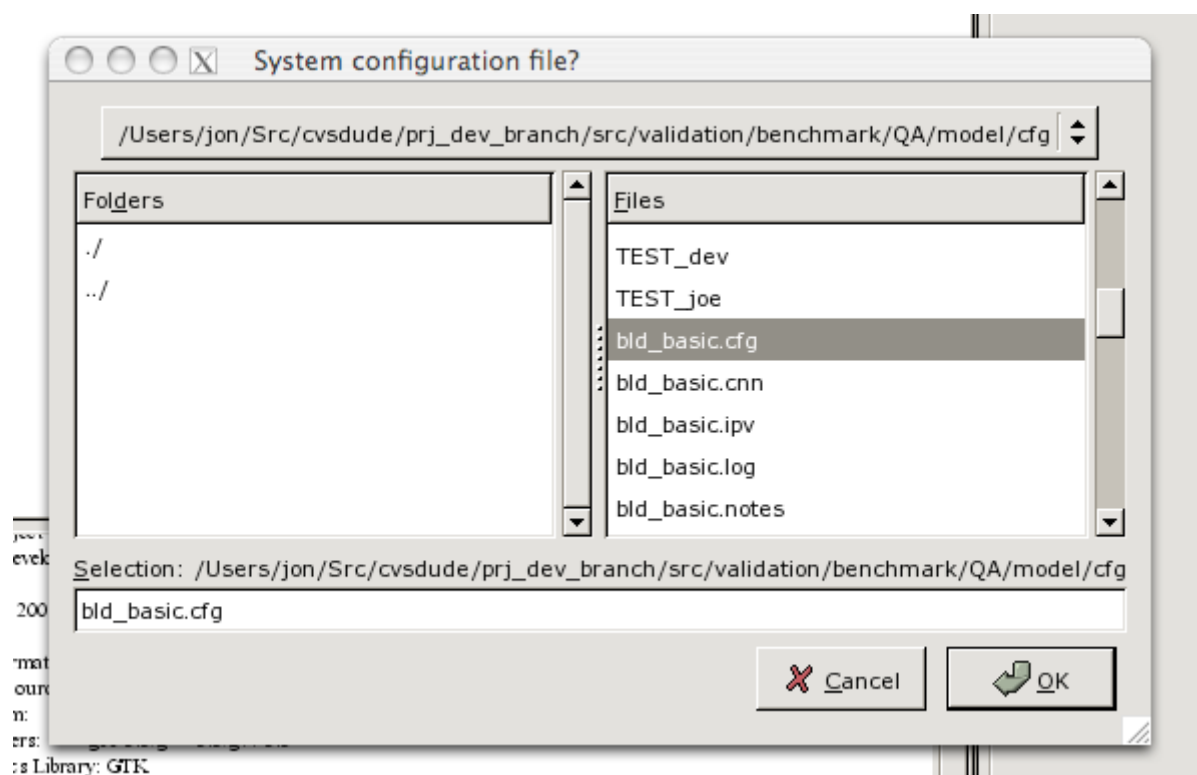 System configuration file?
/Users/jon/Src/cvsdude/prj_dev_branch/src/validation/benchmark/QA/model/cfg
Folders
./
../
Files
TEST_dev
TEST_joe
bld_basic.cfg
bld_basic.cnn
bld_basic.ipv
bld_basic.log
bld_basic.notes
Selection: /Users/jon/Src/cvsdude/prj_dev_branch/src/validation/benchmark/QA/model/cfg
bld_basic.cfg
Cancel
OK
200
Library: GTK